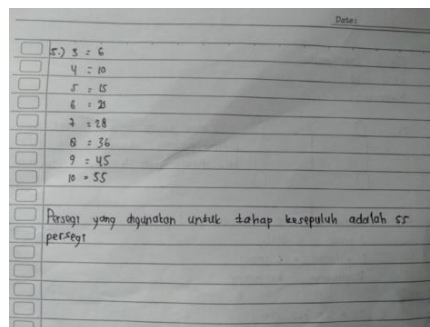 Date:
5.) 3 = 6
4 = 10
5 = 15
6 = 21
7 = 28
8 = 36
9 = 45
10 = 55
Persegi yang digunakan untuk tahap kesepuluh adalah 55
persegi